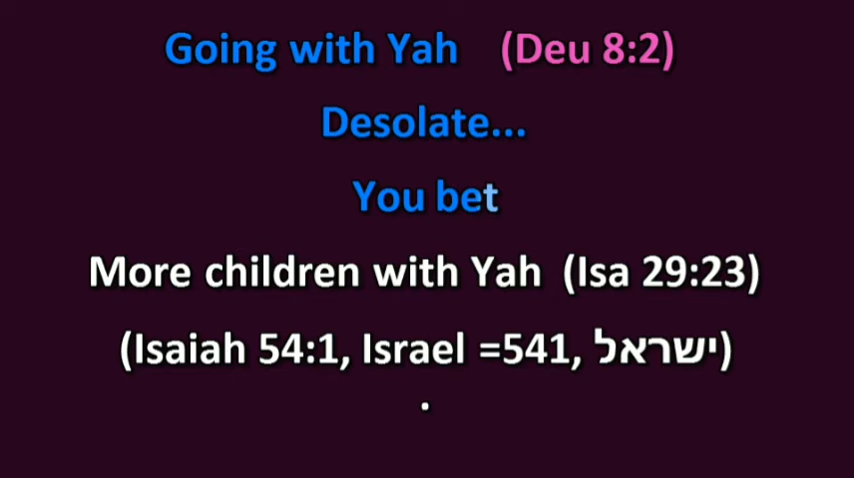 Going with Yah (Deu 8:2)
Desolate...
You bet
More children with Yah (Isa 29:23)
(Isaiah 54:1, Israel =541, ישראל)
.